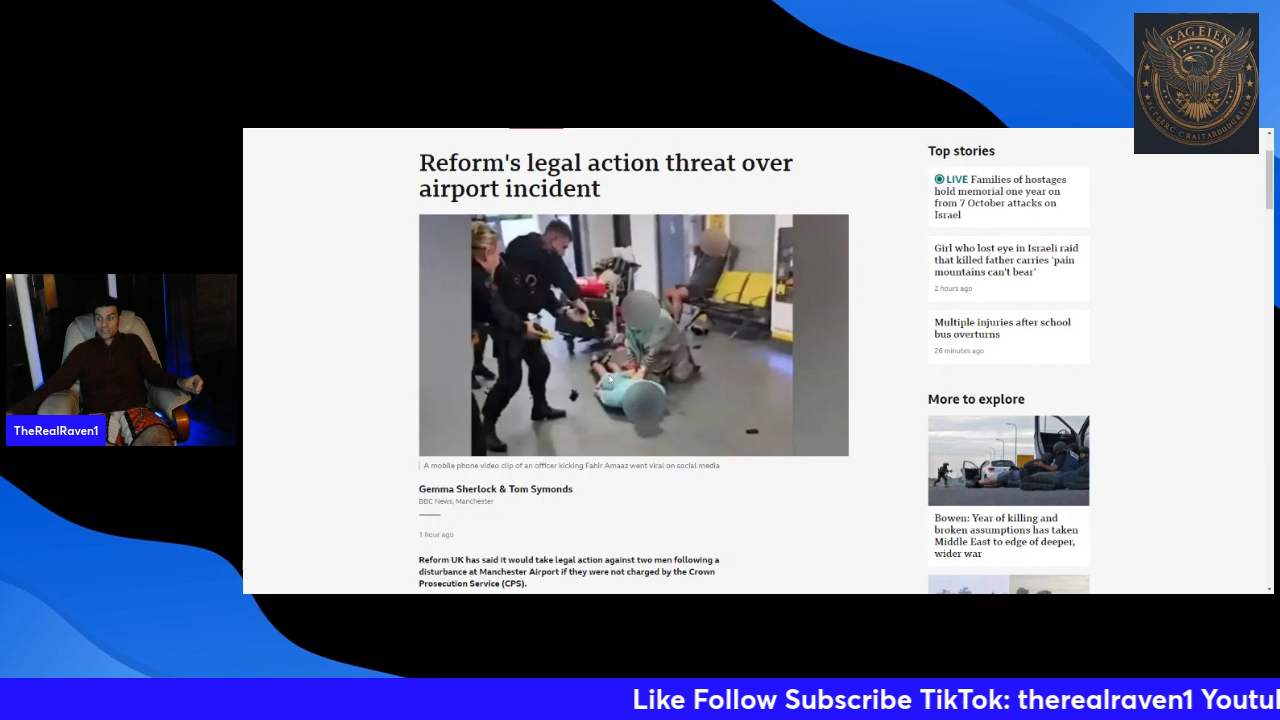 RAGEIEN
Reform's legal action threat over
airport incident
A mobile phone video clip of an officer kicking Fahir Amaaz went viral on social media
Gemma Sherlock & Tom Symonds
BBC News, Manchester
1 hour ago
Reform UK has said it would take legal action against two men following a
disturbance at Manchester Airport if they were not charged by the Crown
Prosecution Service (CPS).
Top stories
LIVE Families of hostages
hold memorial one year on
from 7 October attacks on
Israel
Girl who lost eye in Israeli raid
that killed father carries 'pain
mountains can't bear'
2 hours ago
Multiple injuries after school
bus overturns
26 minutes ago
More to explore
Bowen: Year of killing and
broken assumptions has taken
Middle East to edge of deeper,
wider war
TheRealRaven1
Like Follow Subscribe TikTok: therealraven1 Youtu